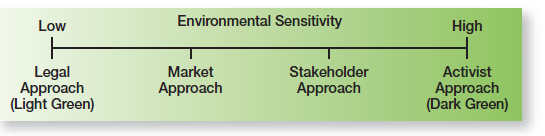 Environmental Sensitivity
Low
High
Legal
Approach
(Light Green)
Market
Approach
Stakeholder
Approach
Activist
Approach
(Dark Green)